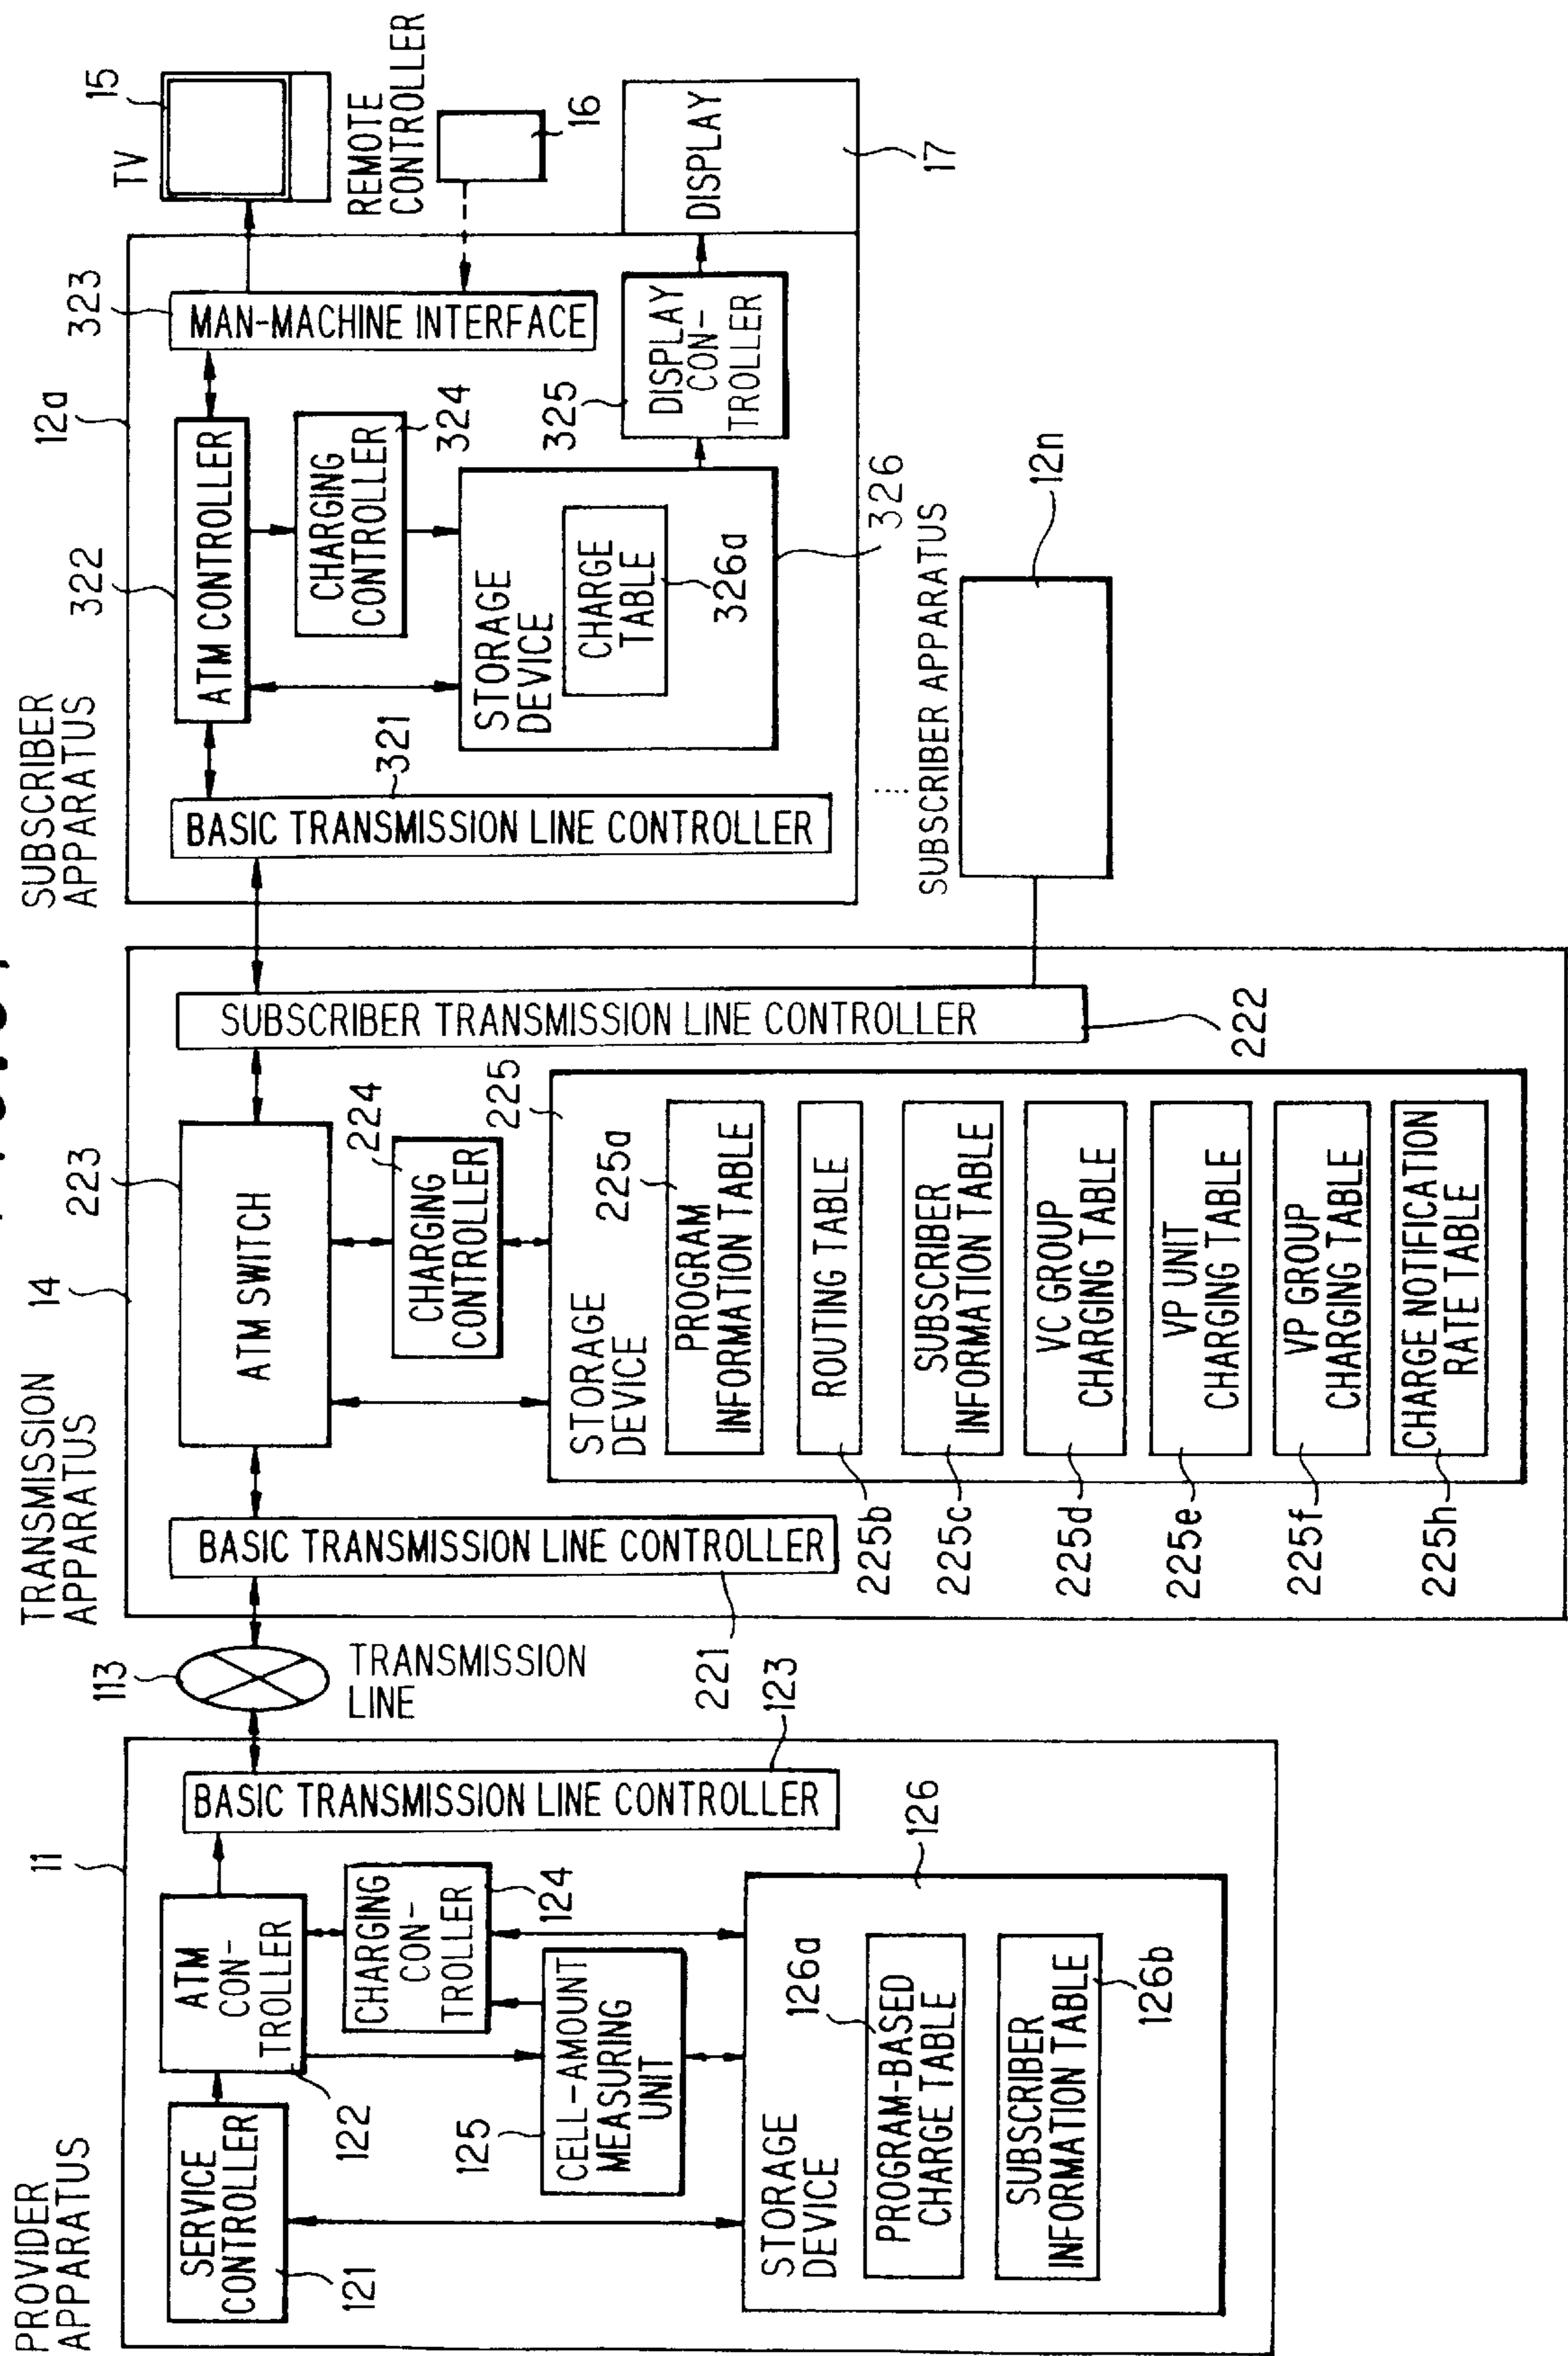 PROVIDER
APPARATUS
11
SERVICE
CONTROLLER
121
ATM
CON-
TROLLER
122
CHARGING
CON-
TROLLER
124
125
CELL-AMOUNT
MEASURING
UNIT
BASIC TRANSMISSION LINE CONTROLLER
123
126
STORAGE
DEVICE
126a
PROGRAM-BASED
CHARGE TABLE
SUBSCRIBER
INFORMATION TABLE
126b
113
TRANSMISSION
LINE
TRANSMISSION
APPARATUS
14
BASIC TRANSMISSION LINE CONTROLLER
221
223
ATM SWITCH
224
CHARGING
CONTROLLER
225
STORAGE
DEVICE
225a
PROGRAM
INFORMATION TABLE
ROUTING TABLE
225b
SUBSCRIBER
INFORMATION TABLE
225c
VC GROUP
CHARGING TABLE
225d
VP UNIT
CHARGING TABLE
225e
VP GROUP
CHARGING TABLE
225f
CHARGE NOTIFICATION
RATE TABLE
225h
SUBSCRIBER TRANSMISSION LINE CONTROLLER
222
SUBSCRIBER
APPARATUS
12a
BASIC TRANSMISSION LINE CONTROLLER
321
322
ATM CONTROLLER
CHARGING
CONTROLLER
324
STORAGE
DEVICE
CHARGE
TABLE
326a
326
323
MAN-MACHINE INTERFACE
325
DISPLAY
CON-
TROLLER
TV
15
REMOTE
CONTROLLER
16
DISPLAY
17
SUBSCRIBER APPARATUS
12n